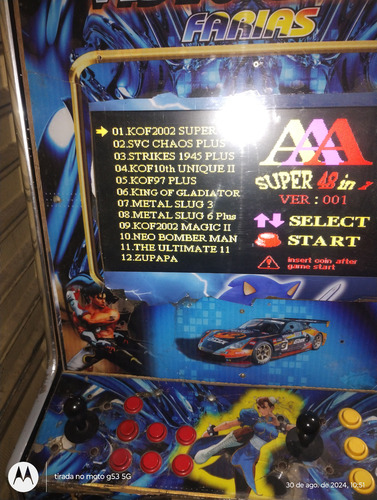 FARIAS
01.KOF2002 SUPER
02.SVC CHAOS PLUS
03.STRIKES 1945 PLUS
04.KOF10th UNIQUE II
05.KOF97 PLUS
06.KING OF GLADIATOR
07.METAL SLUG 3
08.METAL SLUG 6 Plus
09.KOF2002 MAGIC II
10.NEO BOMBER MAN
11.THE ULTIMATE 11
12.ZUPAPA
AAA
SUPER 48 in 1
VER : 001
SELECT
START
insert coin after
game start
tirada no moto g53 5G
30 de ago. de 2024, 10:51